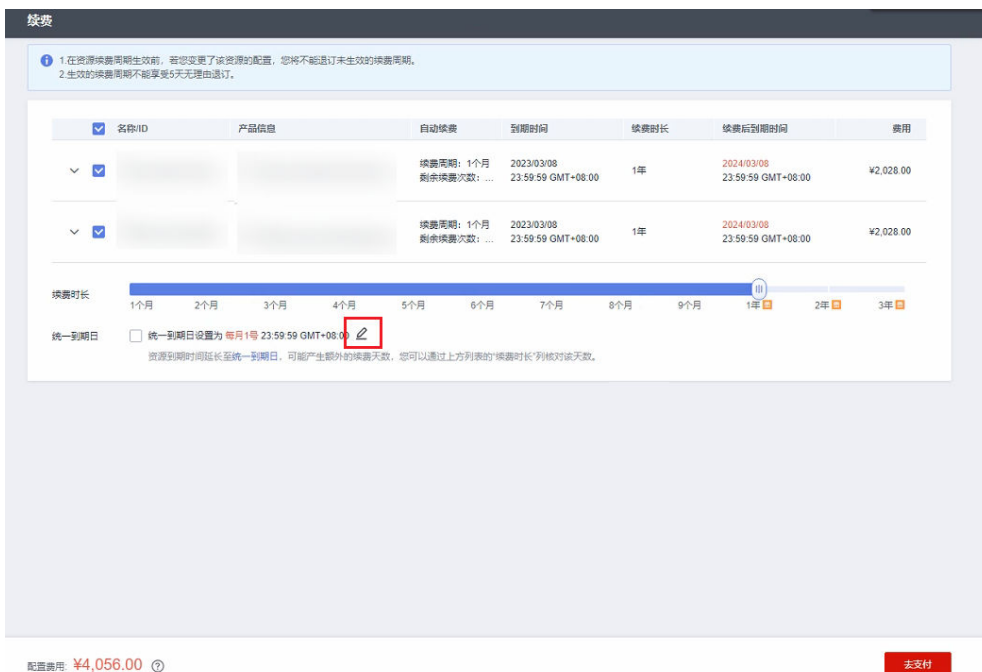 续费
1.在资源续费周期生效前，若您变更了该资源的配置，您将不能退订未生效的续费周期。
2.生效的续费周期不能享受5天无理由退订。
名称/ID 产品信息 自动续费 到期时间 续费时长 续费后到期时间 费用
续费周期：1个月 2023/03/08 1年 2024/03/08 ¥2,028.00
剩余续费次数：... 23:59:59 GMT+08:00 23:59:59 GMT+08:00
续费周期：1个月 2023/03/08 1年 2024/03/08 ¥2,028.00
剩余续费次数：... 23:59:59 GMT+08:00 23:59:59 GMT+08:00
续费时长
1个月 2个月 3个月 4个月 5个月 6个月 7个月 8个月 9个月 1年 2年 3年
统一到期日 统一到期日设置为 每月1号 23:59:59 GMT+08:00
资源到期时间延长至统一到期日，可能产生额外的续费天数，您可以通过上方列表的“续费时长”列核对该天数。
配置费用: ¥4,056.00 去支付